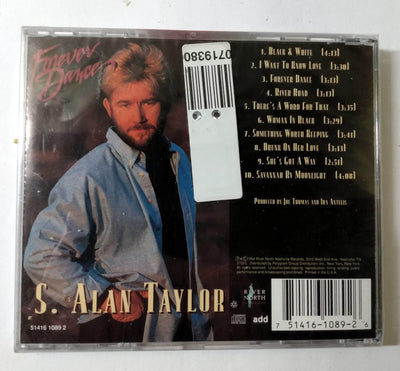 Forever
Dance
0719380
1. Black & White [4:13]
2. I Want To Know Love [3:30]
3. Forever Dance [3:13]
4. River Road [3:13]
5. There's A Word For That [3:35]
6. Woman In Black [3:29]
7. Something Worth Keeping [3:41]
8. Drunk On Her Love [3:13]
9. She's Got A Way [2:51]
10. Savannah By Moonlight [4:08]
Produced by Joe Thomas and
S. Alan Taylor
51416 1089 2
RIVER
NORTH
add
7 51416-1089-2 6